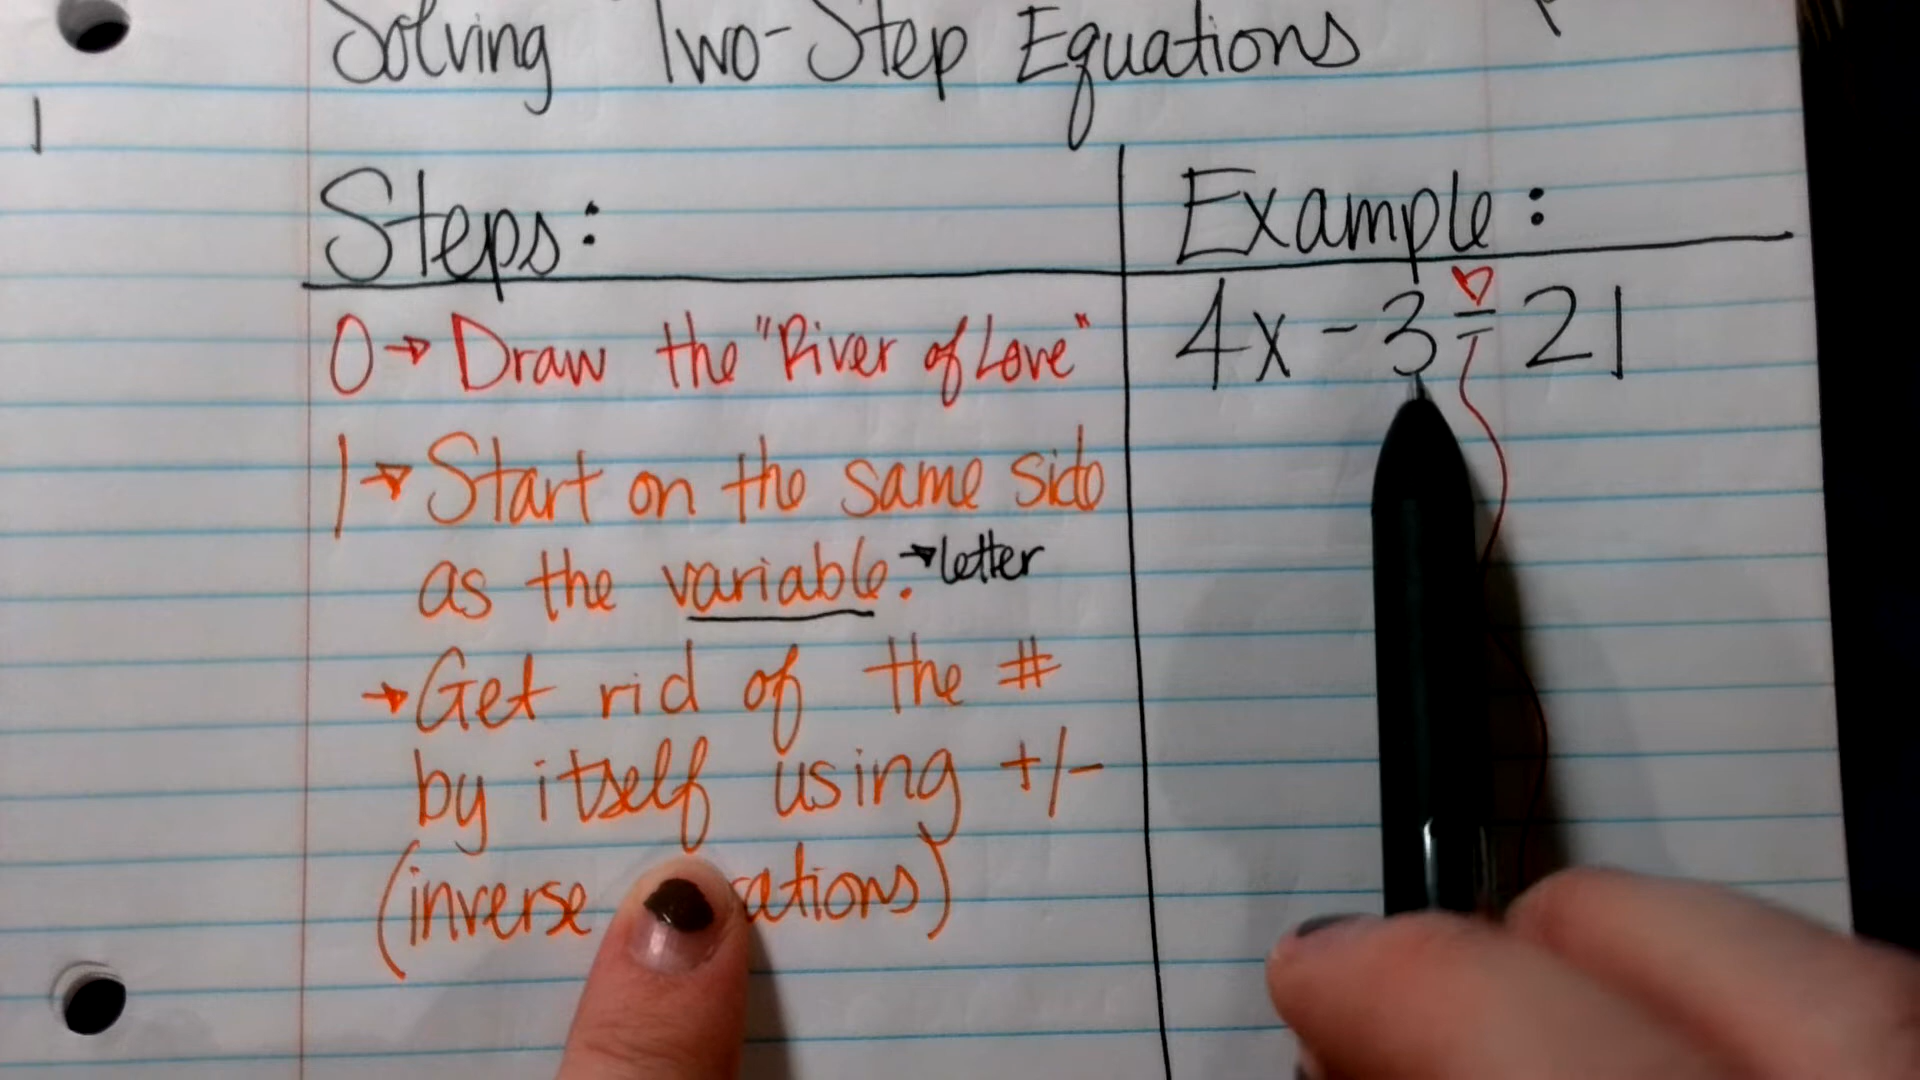 Solving Two-Step Equations
Steps:
Example:
0→ Draw the "River of Love"
4x - 3 = 21
1→ Start on the same side
as the variable. →letter
→Get rid of the #
by itself using +/-
(inverse